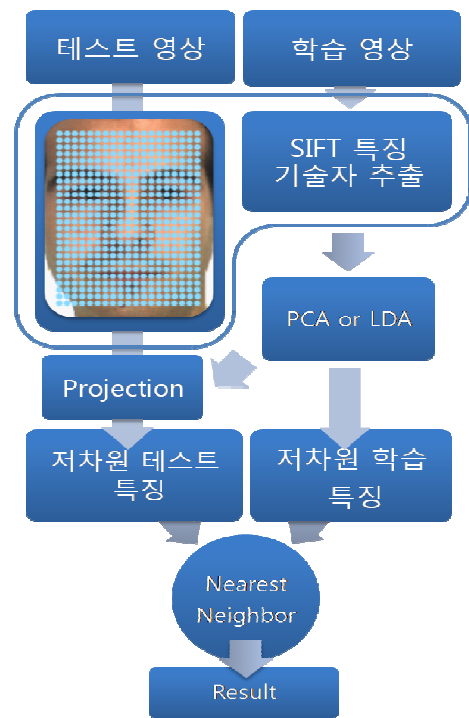 테스트 영상
학습 영상
SIFT 특징
기술자 추출
PCA or LDA
Projection
저차원 테스트
특징
저차원 학습
특징
Nearest
Neighbor
Result